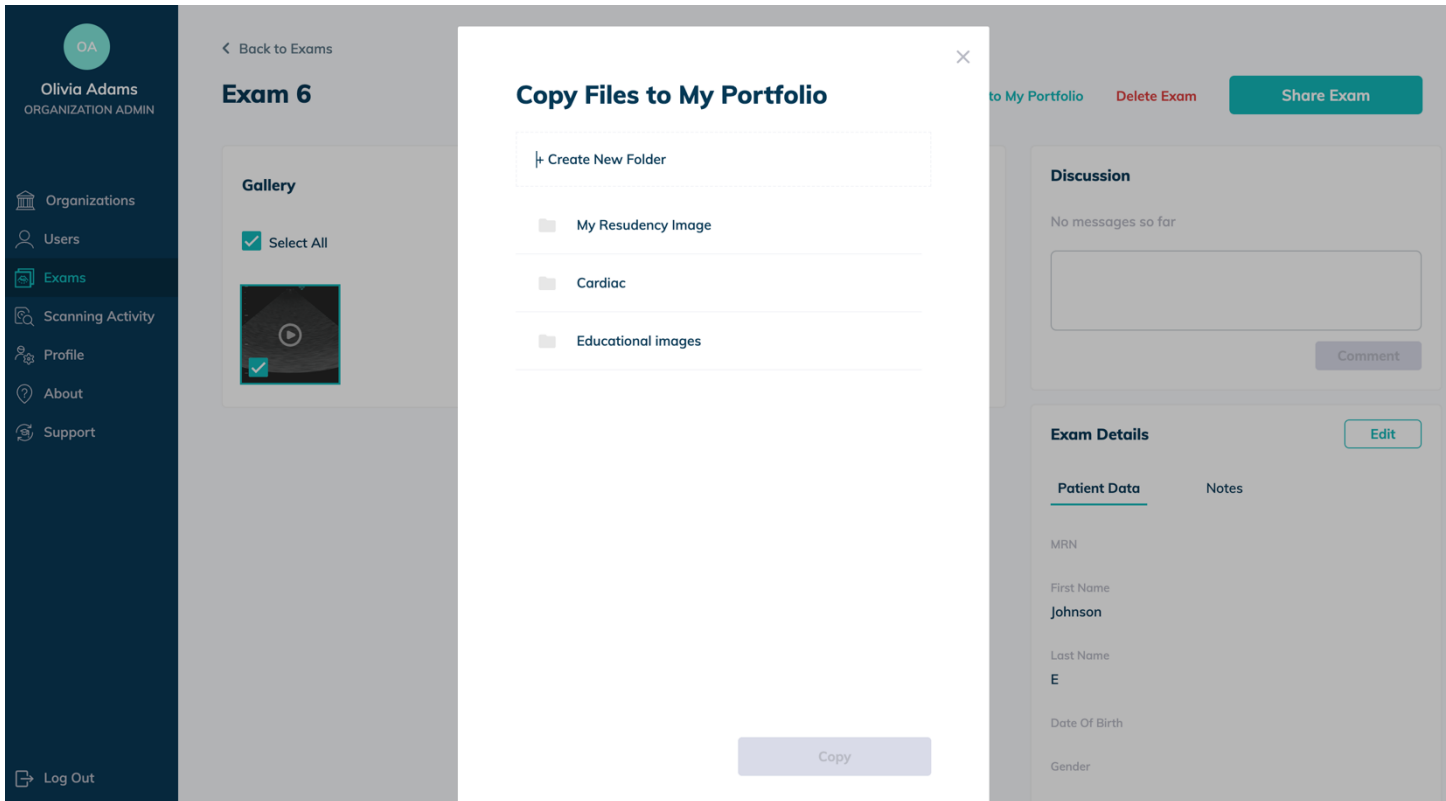 OA
Olivia Adams
ORGANIZATION ADMIN
Organizations
Users
Exams
Scanning Activity
Profile
About
Support
Log Out
Back to Exams
Exam 6
to My Portfolio
Delete Exam
Share Exam
Gallery
Select All
Copy Files to My Portfolio
+ Create New Folder
My Resudency Image
Cardiac
Educational images
Copy
Discussion
No messages so far
Comment
Exam Details
Edit
Patient Data
Notes
MRN
First Name
Johnson
Last Name
E
Date Of Birth
Gender